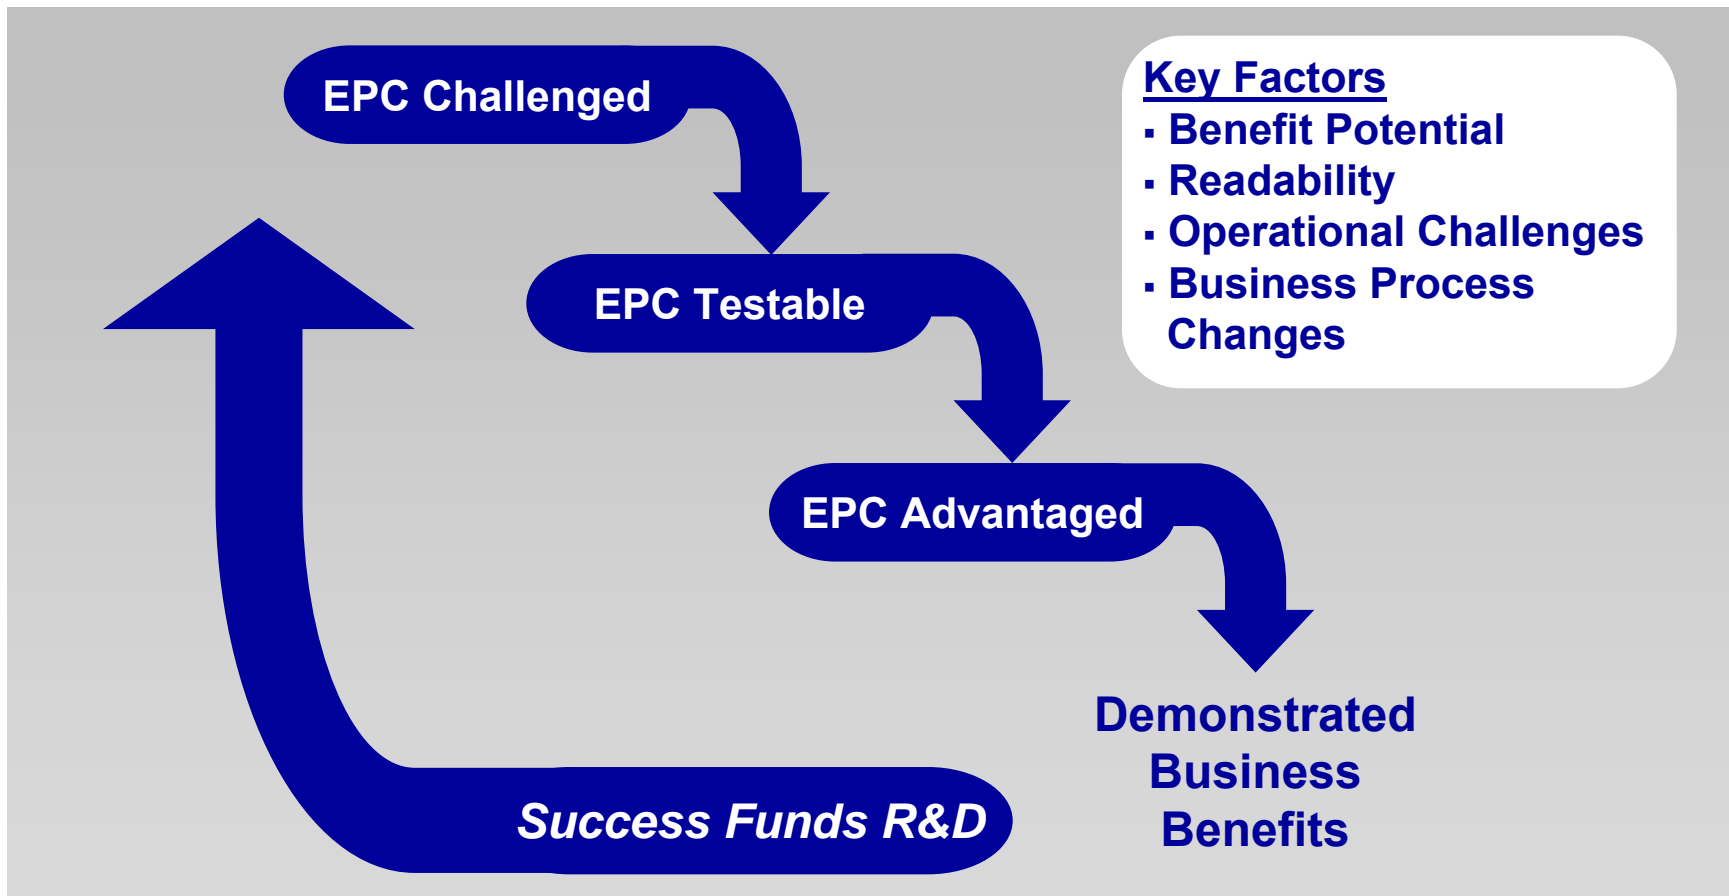 EPC Challenged
EPC Testable
EPC Advantaged
Demonstrated
Business
Benefits
Success Funds R&D
Key Factors
▪ Benefit Potential
▪ Readability
▪ Operational Challenges
▪ Business Process
Changes